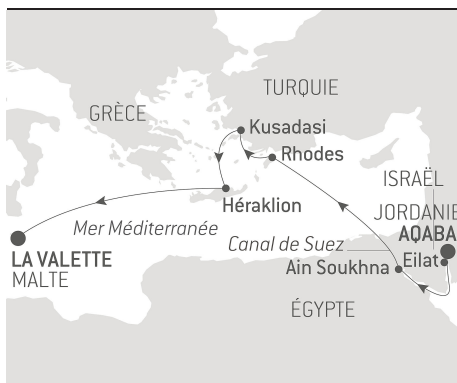 TURQUIE
GRÈCE
Kusadasi
Rhodes
ISRAËL
Héraklion
JORDANIE
Mer Méditerranée
AQABA
Canal de Suez
LA VALETTE
Eilat
Ain Soukhna
MALTE
ÉGYPTE